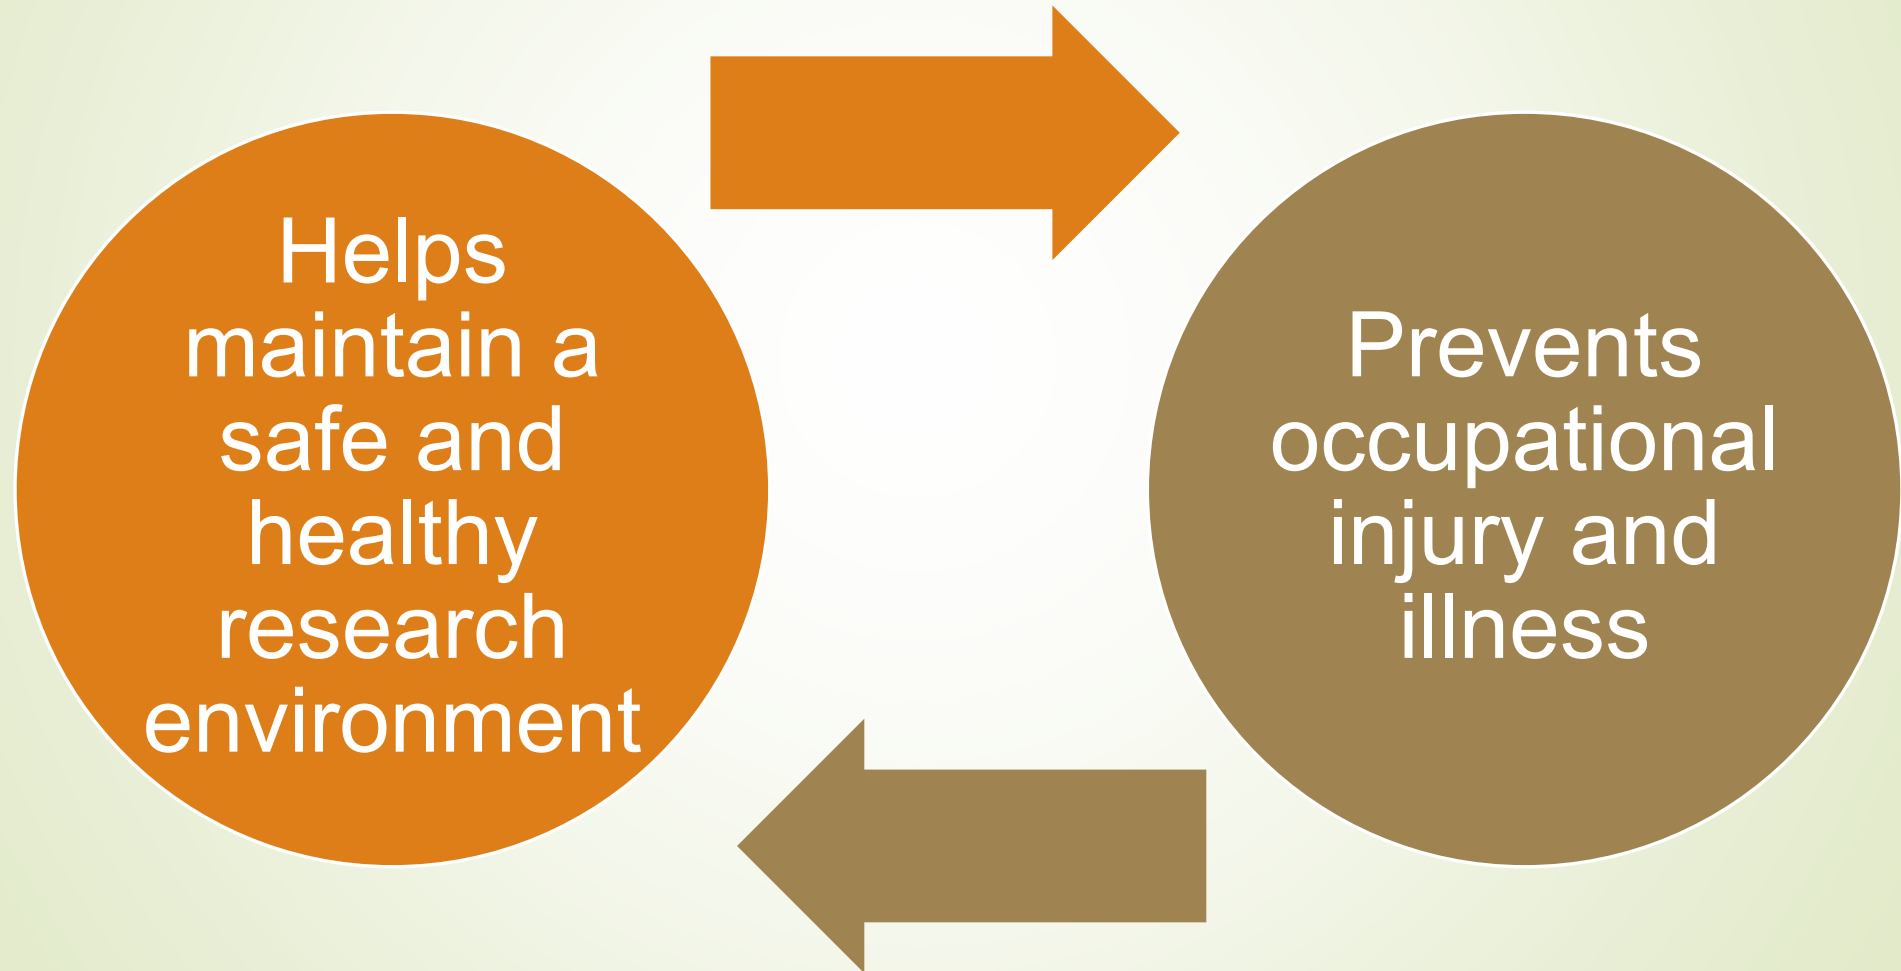 Helps
maintain a
safe and
healthy
research
environment
Prevents
occupational
injury and
illness